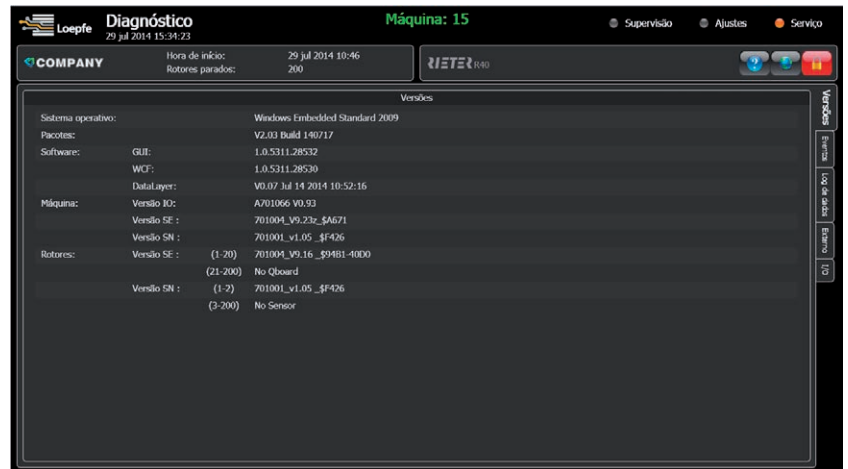 Loepfe Diagnóstico Máquina: 15 Supervisão Ajustes Serviço
29 jul 2014 15:34:23
COMPANY Hora de início: 29 jul 2014 10:46 RIETER R40
Rotores parados: 200
Versões
Sistema operativo: Windows Embedded Standard 2009
Pacotes: V2.03 Build 140717
Software: GUI: 1.0.5311.28532
WCF: 1.0.5311.28530
DataLayer: V0.07 Jul 14 2014 10:52:16
Máquina: Versão IO: A701066 V0.93
Versão SE : 701004_V9.23z_$A671
Versão SN : 701001_v1.05 _$F426
Rotores: Versão SE : (1-20) 701004_V9.16 _$94B1-40D0
(21-200) No Qboard
Versão SN : (1-2) 701001_v1.05 _$F426
(3-200) No Sensor
Versões
Eventos
Log de dados
Externo
I/O